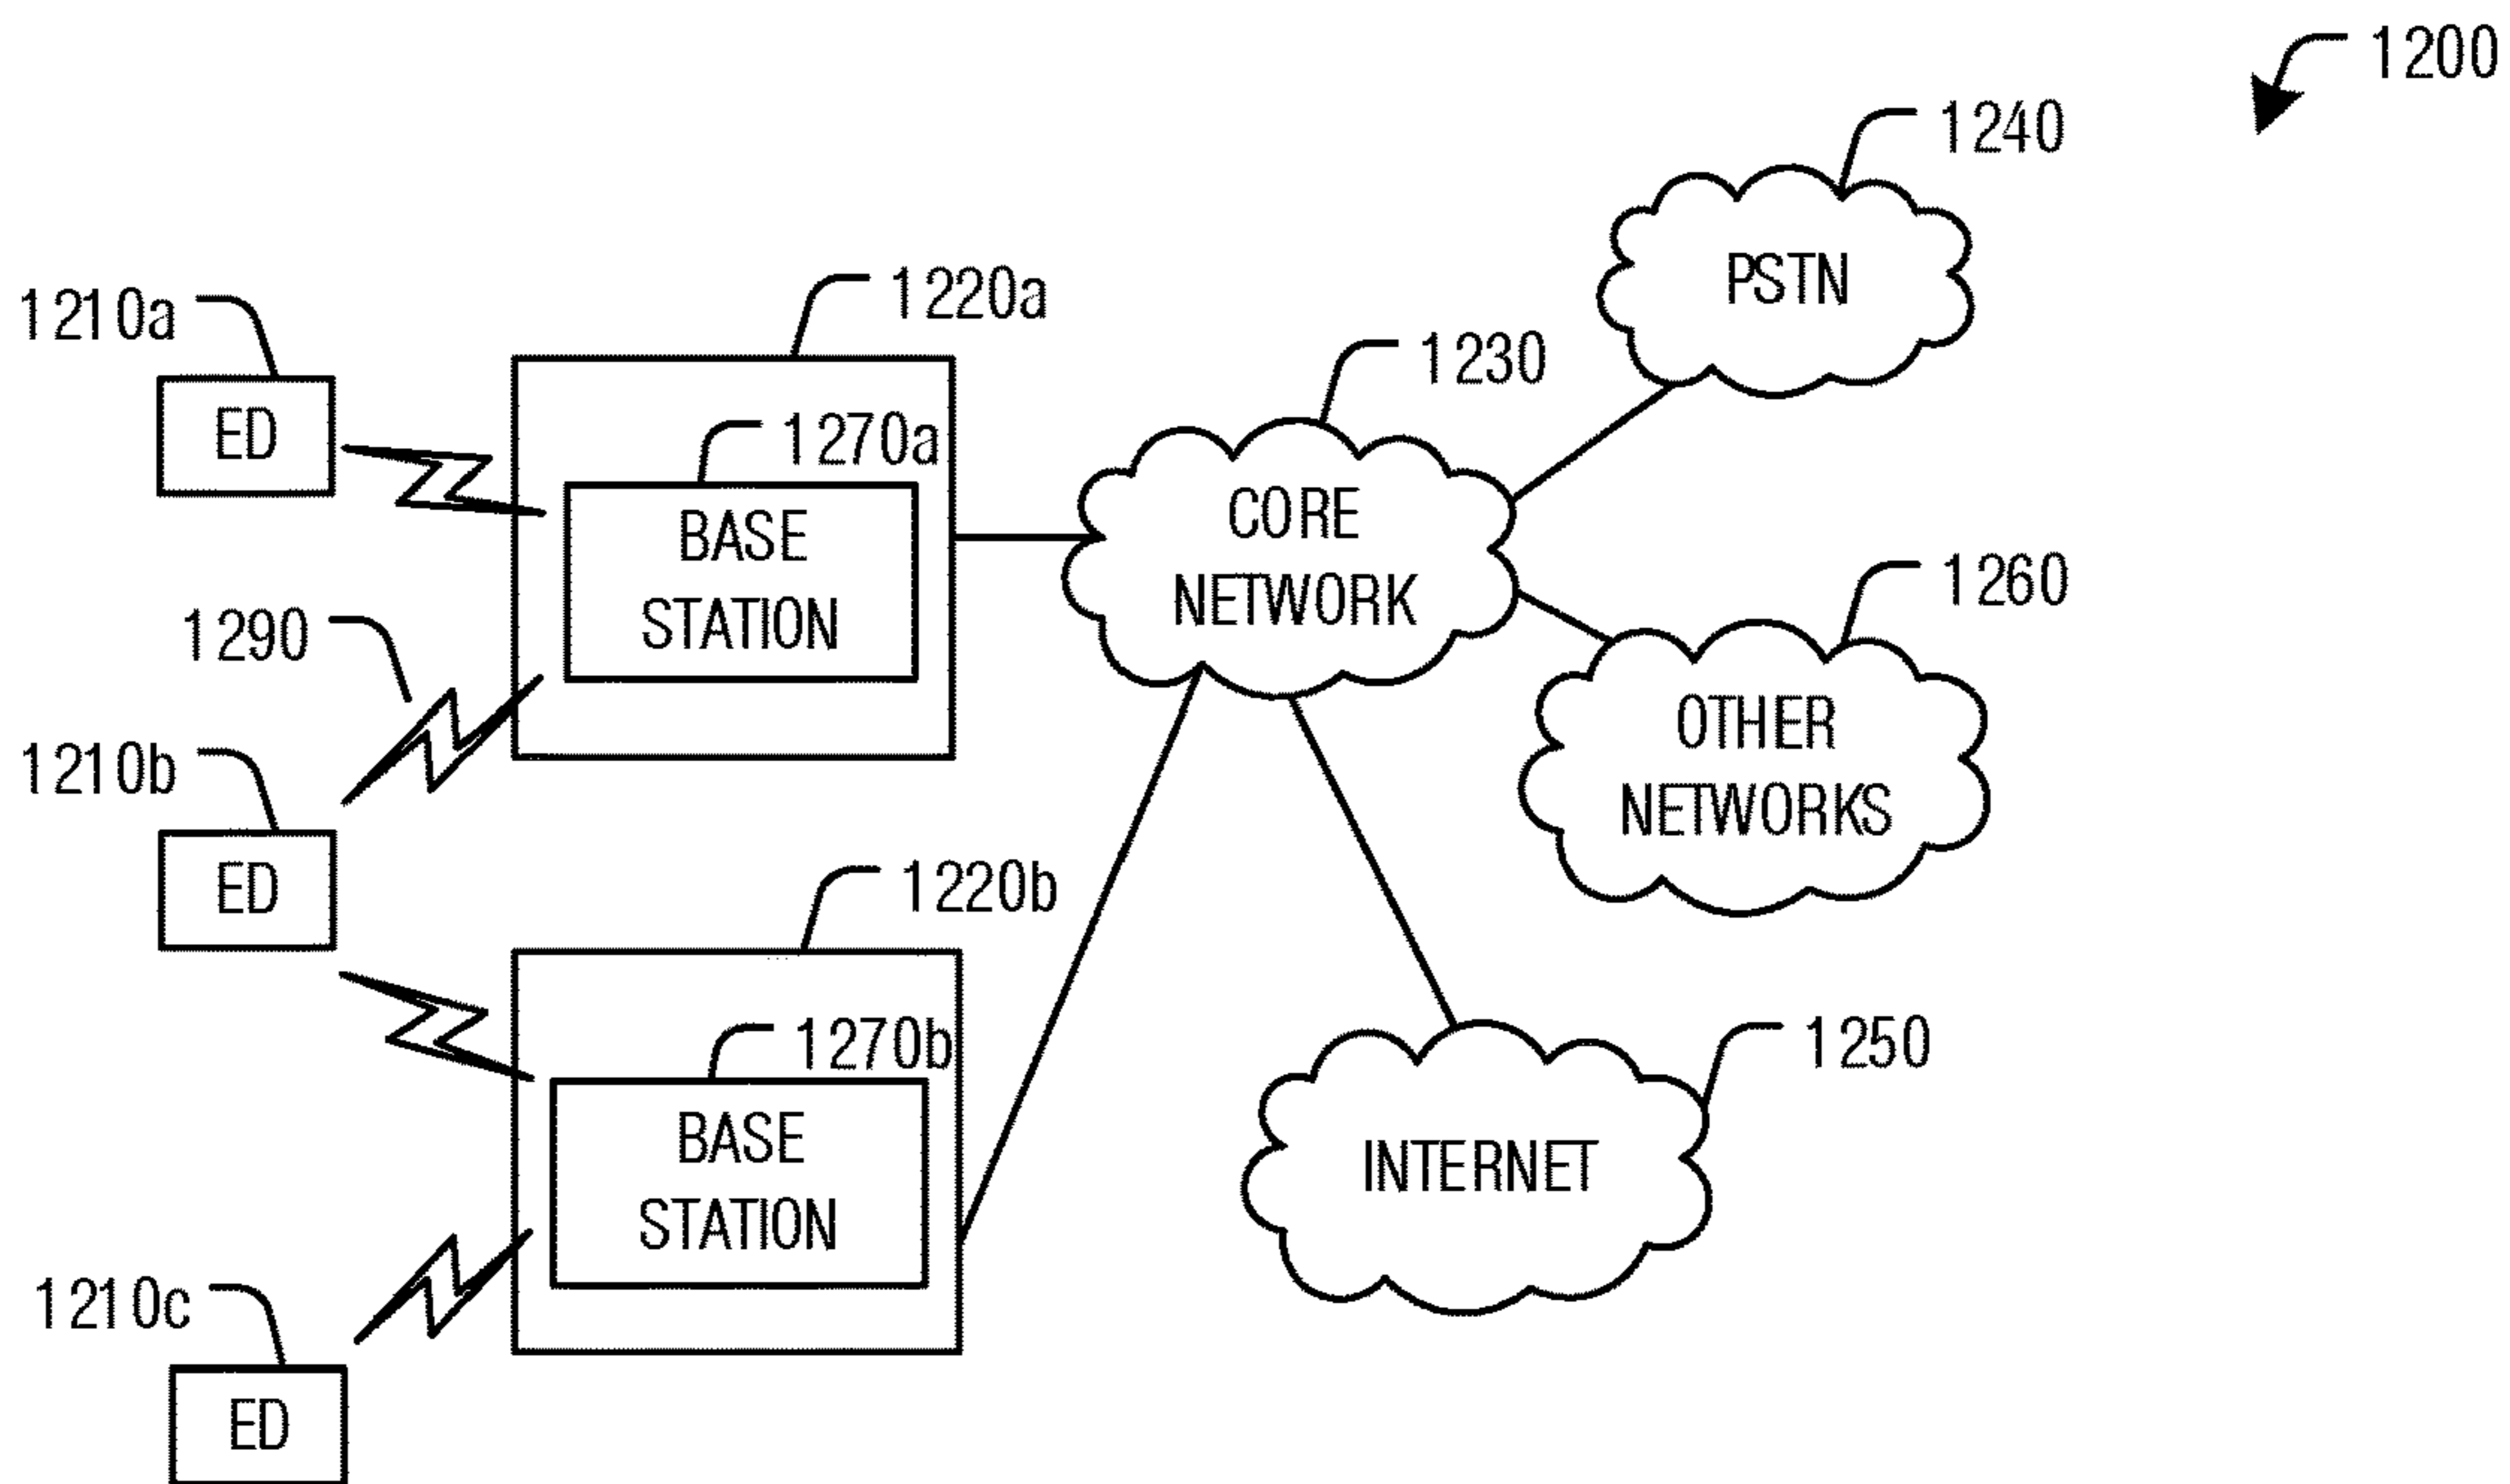 1200
1240
PSTN
1220a
1210a
1230
ED
1270a
CORE
NETWORK
BASE
STATION
1260
1290
OTHER
NETWORKS
1210b
ED
1220b
1270b
1250
BASE
STATION
INTERNET
1210c
ED